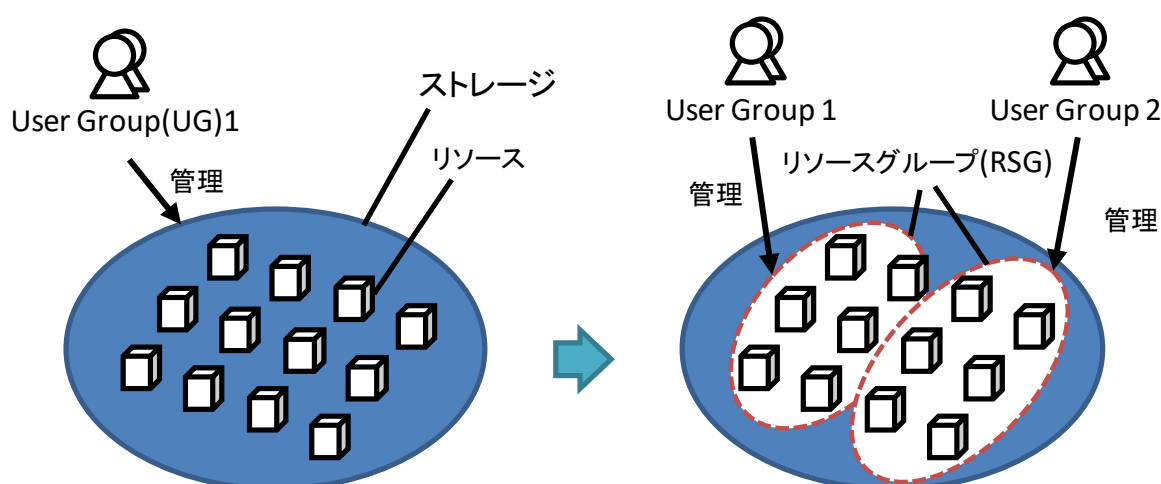 User Group(UG)1
ストレージ
リソース
管理
User Group 1
User Group 2
リソースグループ(RSG)
管理
管理